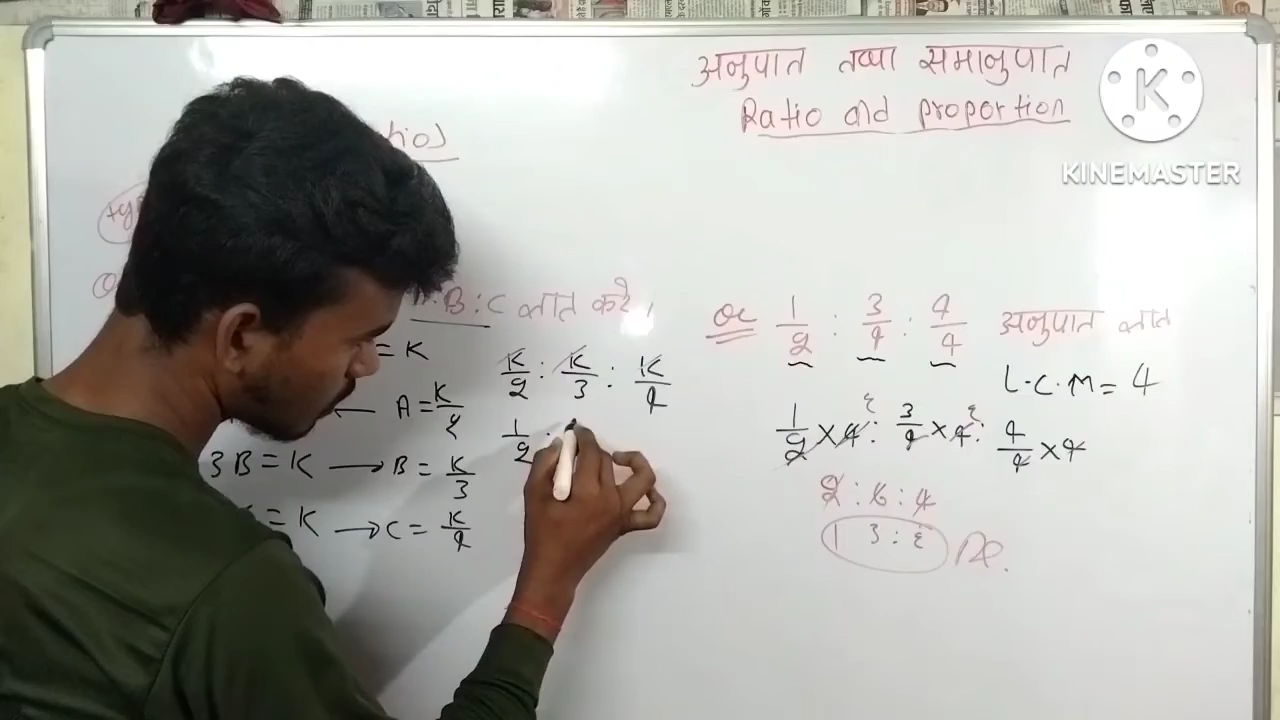 अनुपात तथा समानुपात
Ratio and proportion
KINEMASTER
B : C ज्ञात करे।
= K
A = K/2
3B = K → B = K/3
= K → C = K/4
K/2 : K/3 : K/4
1/2 :
Q 1/2 : 3/4 : 4/4 अनुपात ज्ञात
L.C.M = 4
1/2 × 4 : 3/4 × 4 : 4/4 × 4
2 : 6 : 4
1 3 : 2